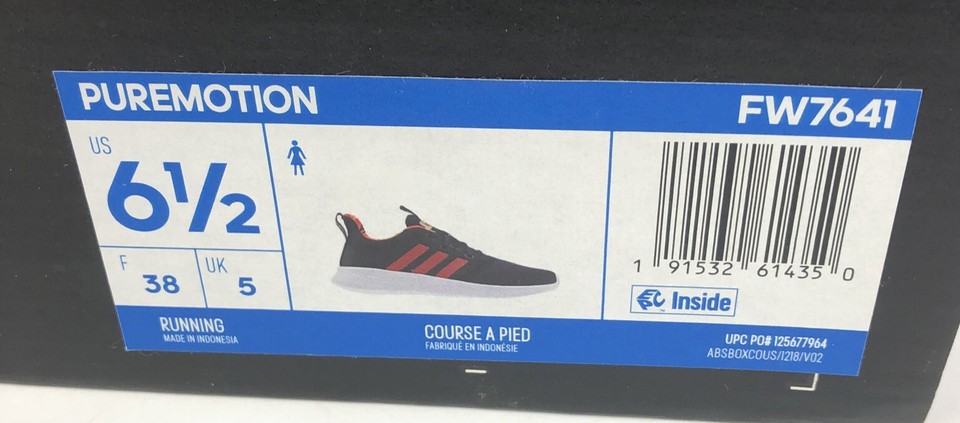 PUREMOTION
FW7641
US
6½
F
38
UK
5
1 91532 61435 0
EPC™ Inside
RUNNING
MADE IN INDONESIA
COURSE A PIED
FABRIQUÉ EN INDONÉSIE
UPC PO# 125677964
ABSBOXCOUS/1218/V02